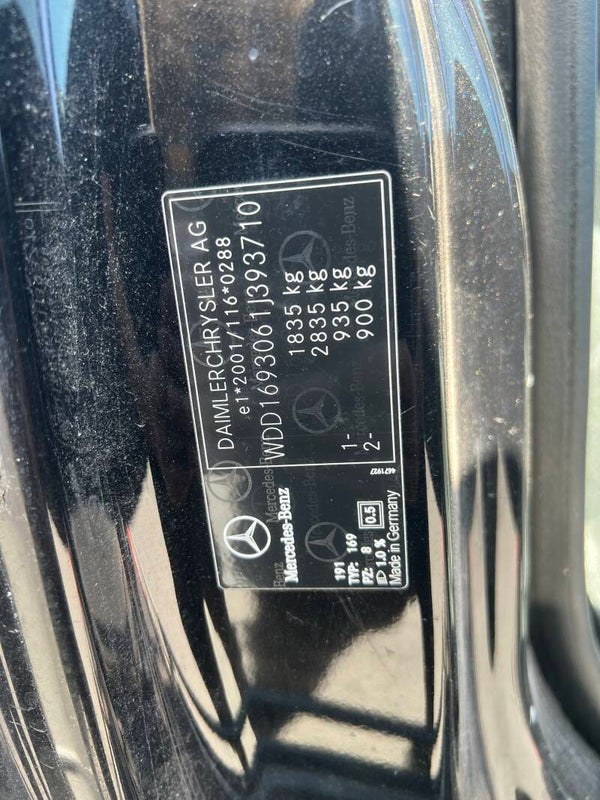 DAIMLERCHRYSLER AG
e1*2001/116*0288
WDD1693061J393710
1835 kg
2835 kg
1- 935 kg
2- 900 kg
Mercedes-Benz
191
TYP: 169
PZ: 8 0.5
1.0 %
Made in Germany
4471927